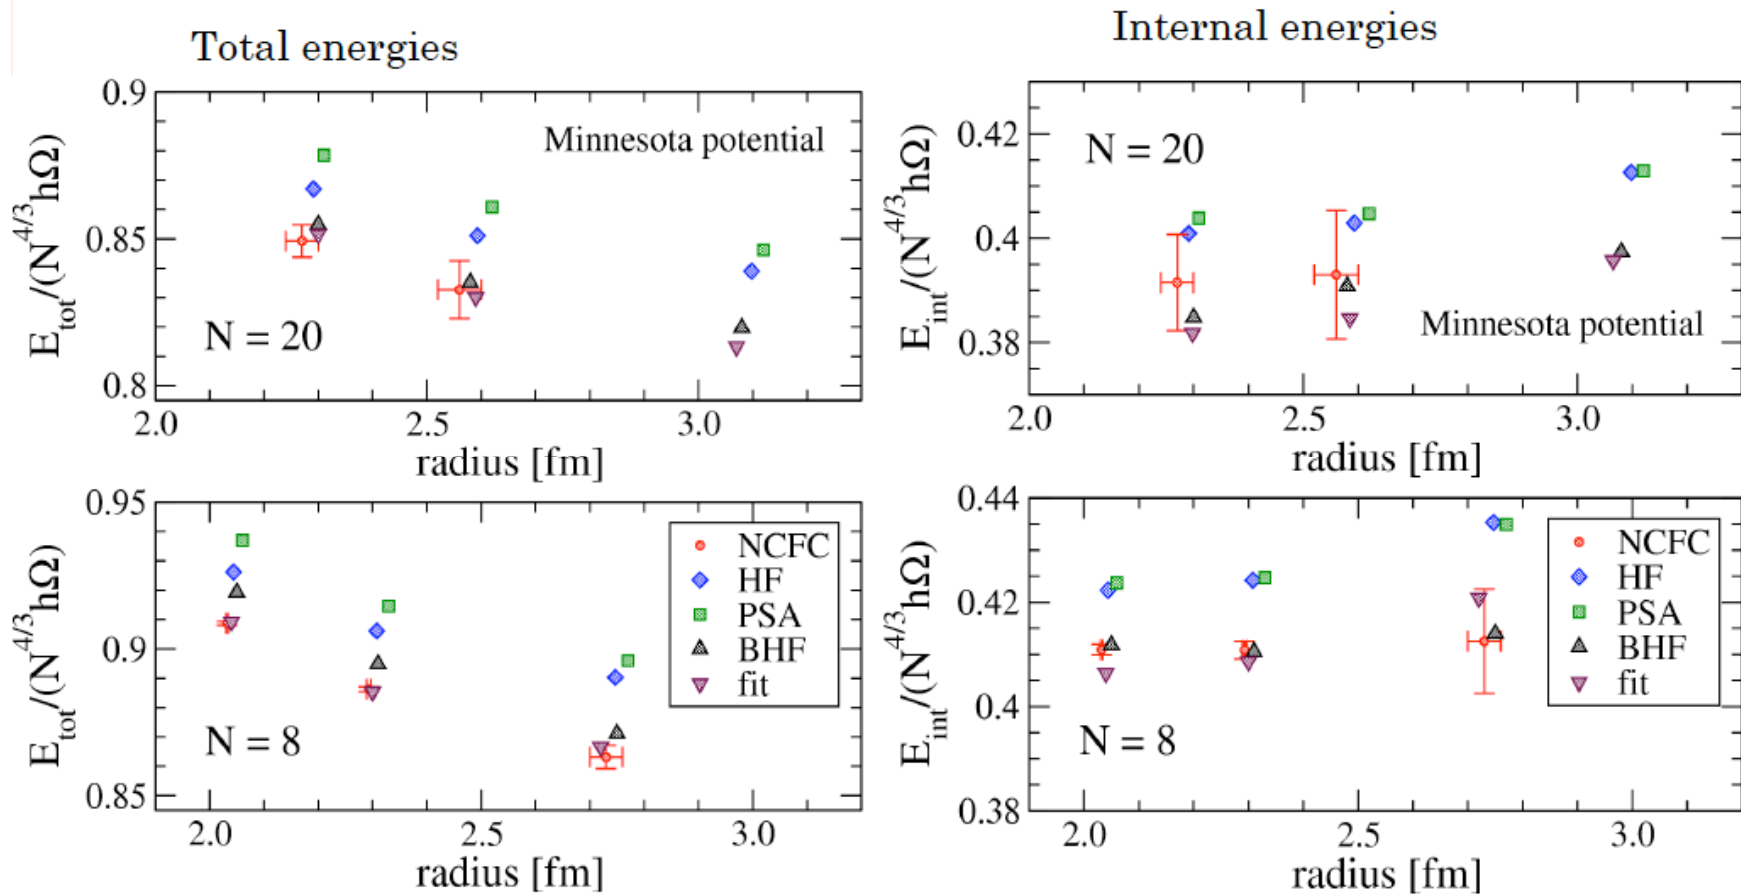 Total energies
Internal energies
E_tot/(N^4/3 hΩ)
0.9
0.85
0.8
Minnesota potential
N = 20
2.0 2.5 3.0
radius [fm]
E_int/(N^4/3 hΩ)
0.42
0.4
0.38
N = 20
Minnesota potential
2.0 2.5 3.0
radius [fm]
E_tot/(N^4/3 hΩ)
0.95
0.9
0.85
NCFC
HF
PSA
BHF
fit
N = 8
2.0 2.5 3.0
radius [fm]
E_int/(N^4/3 hΩ)
0.44
0.42
0.4
0.38
NCFC
HF
PSA
BHF
fit
N = 8
2.0 2.5 3.0
radius [fm]